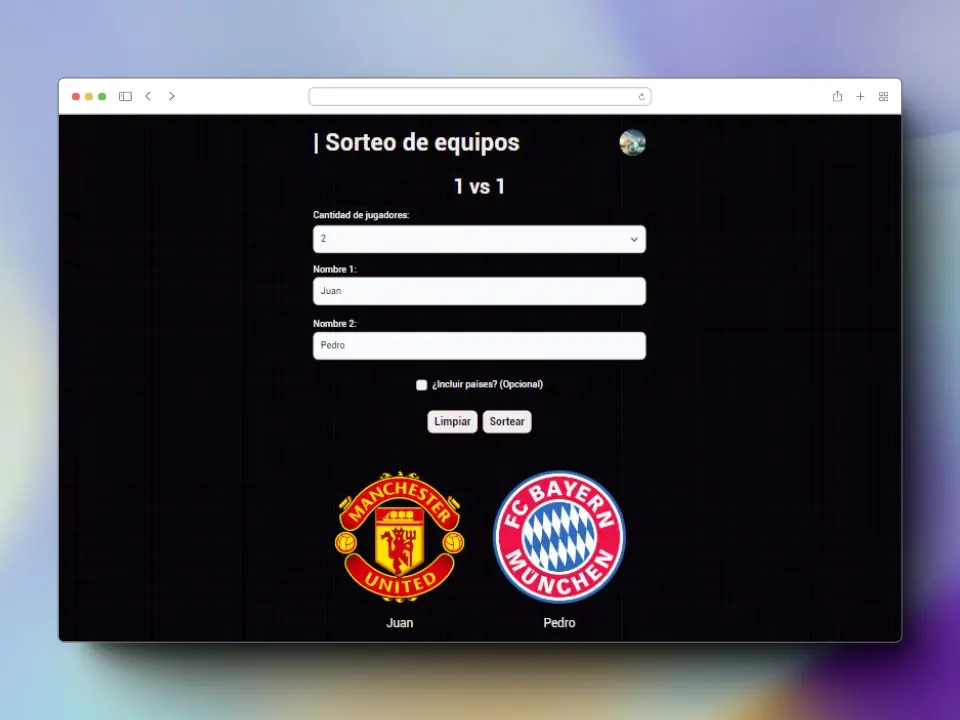 | Sorteo de equipos
1 vs 1
Cantidad de jugadores:
2
Nombre 1:
Juan
Nombre 2:
Pedro
¿Incluir países? (Opcional)
Limpiar Sortear
MANCHESTER
UNITED
FC BAYERN
MÜNCHEN
Juan Pedro